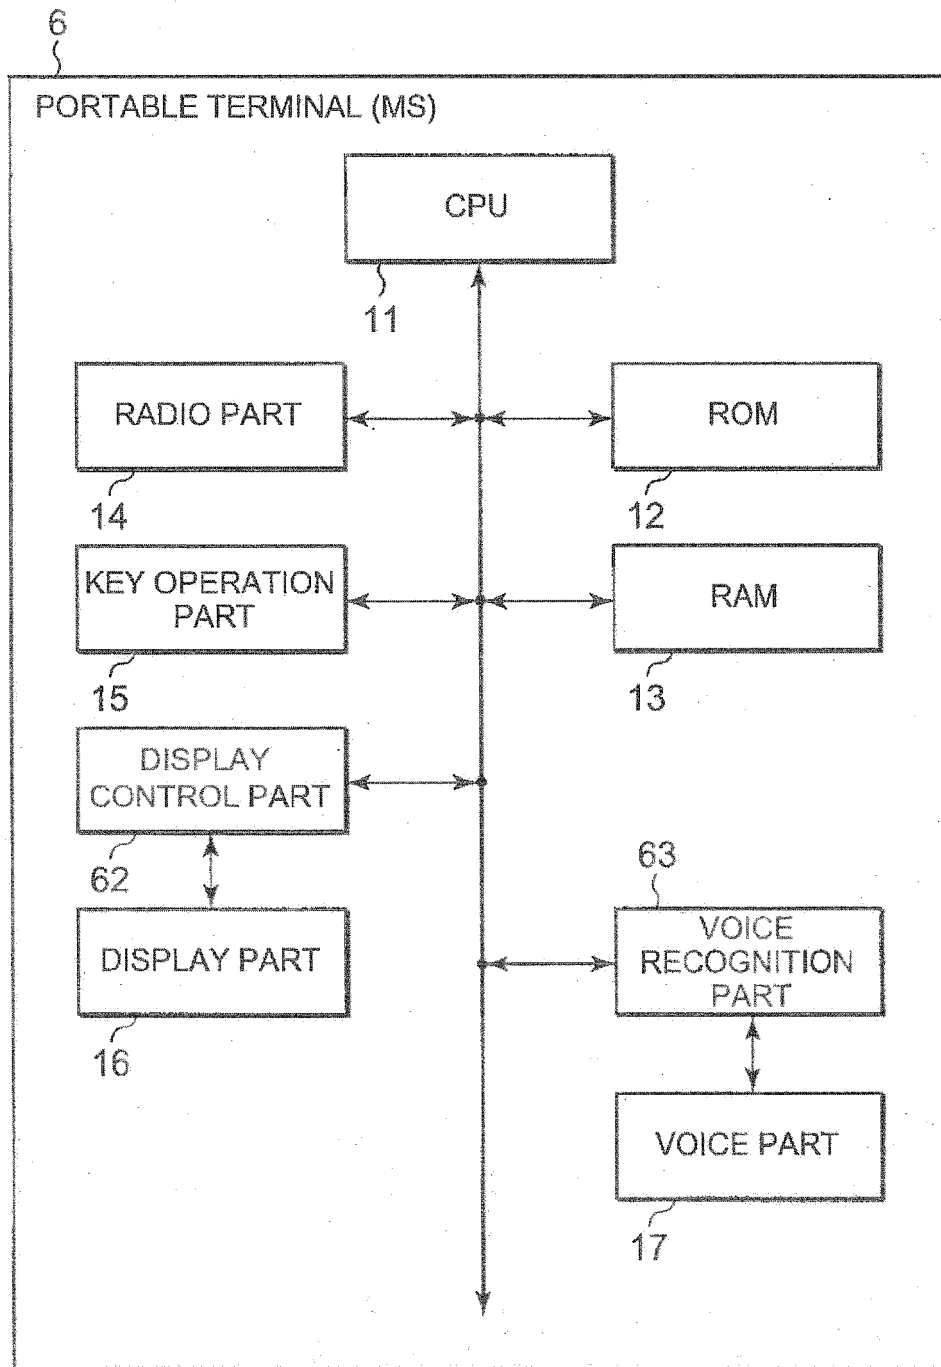 6
PORTABLE TERMINAL (MS)
CPU
11
RADIO PART
ROM
14
12
KEY OPERATION
PART
RAM
15
13
DISPLAY
CONTROL PART
62
63
DISPLAY PART
VOICE
RECOGNITION
PART
16
VOICE PART
17